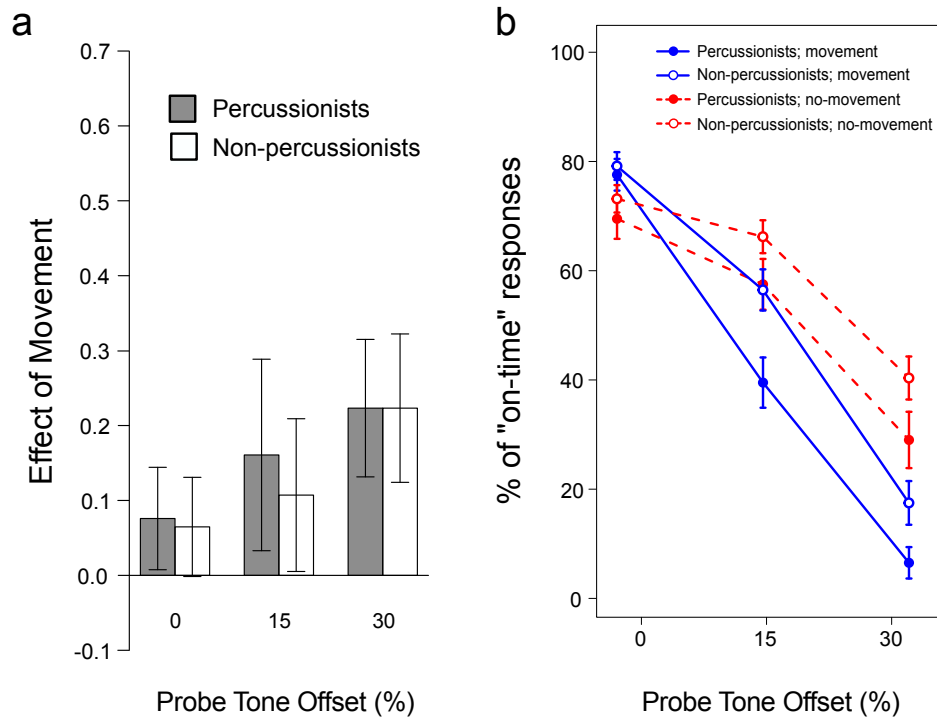 a
0.7
0.6
0.5
0.4
0.3
0.2
0.1
0.0
-0.1
Effect of Movement
Percussionists
Non-percussionists
0 15 30
Probe Tone Offset (%)
b
100
80
60
40
20
0
% of "on-time" responses
Percussionists; movement
Non-percussionists; movement
Percussionists; no-movement
Non-percussionists; no-movement
0 15 30
Probe Tone Offset (%)